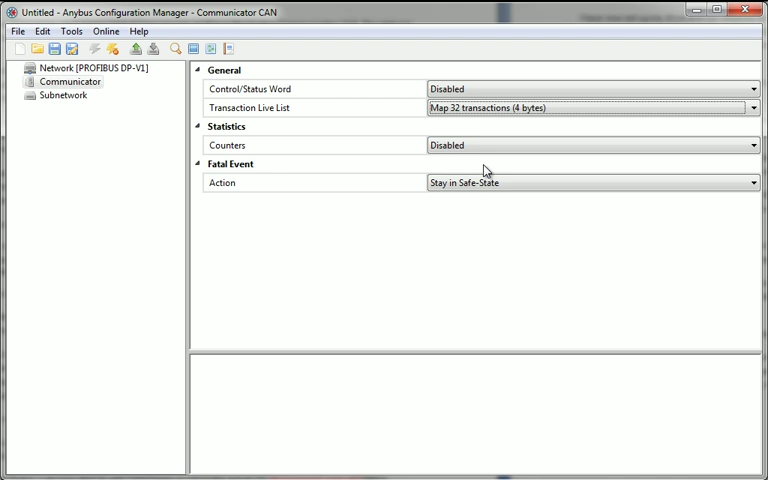 Untitled - Anybus Configuration Manager - Communicator CAN
File Edit Tools Online Help
Network [PROFIBUS DP-V1]
Communicator
Subnetwork
General
Control/Status Word Disabled
Transaction Live List Map 32 transactions (4 bytes)
Statistics
Counters Disabled
Fatal Event
Action Stay in Safe-State